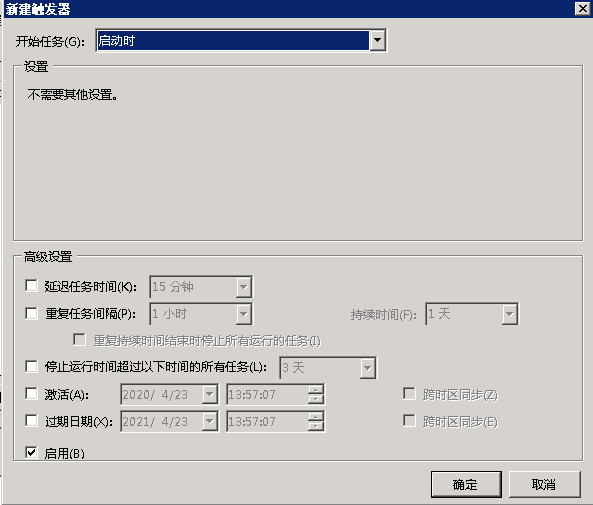 新建触发器
开始任务(G): 启动时
设置
不需要其他设置。
高级设置
延迟任务时间(K): 15 分钟
重复任务间隔(P): 1 小时 持续时间(F): 1 天
重复持续时间结束时停止所有运行的任务(I)
停止运行时间超过以下时间的所有任务(L): 3 天
激活(A): 2020/ 4/23 13:57:07 跨时区同步(Z)
过期日期(X): 2021/ 4/23 13:57:07 跨时区同步(E)
启用(B)
确定 取消